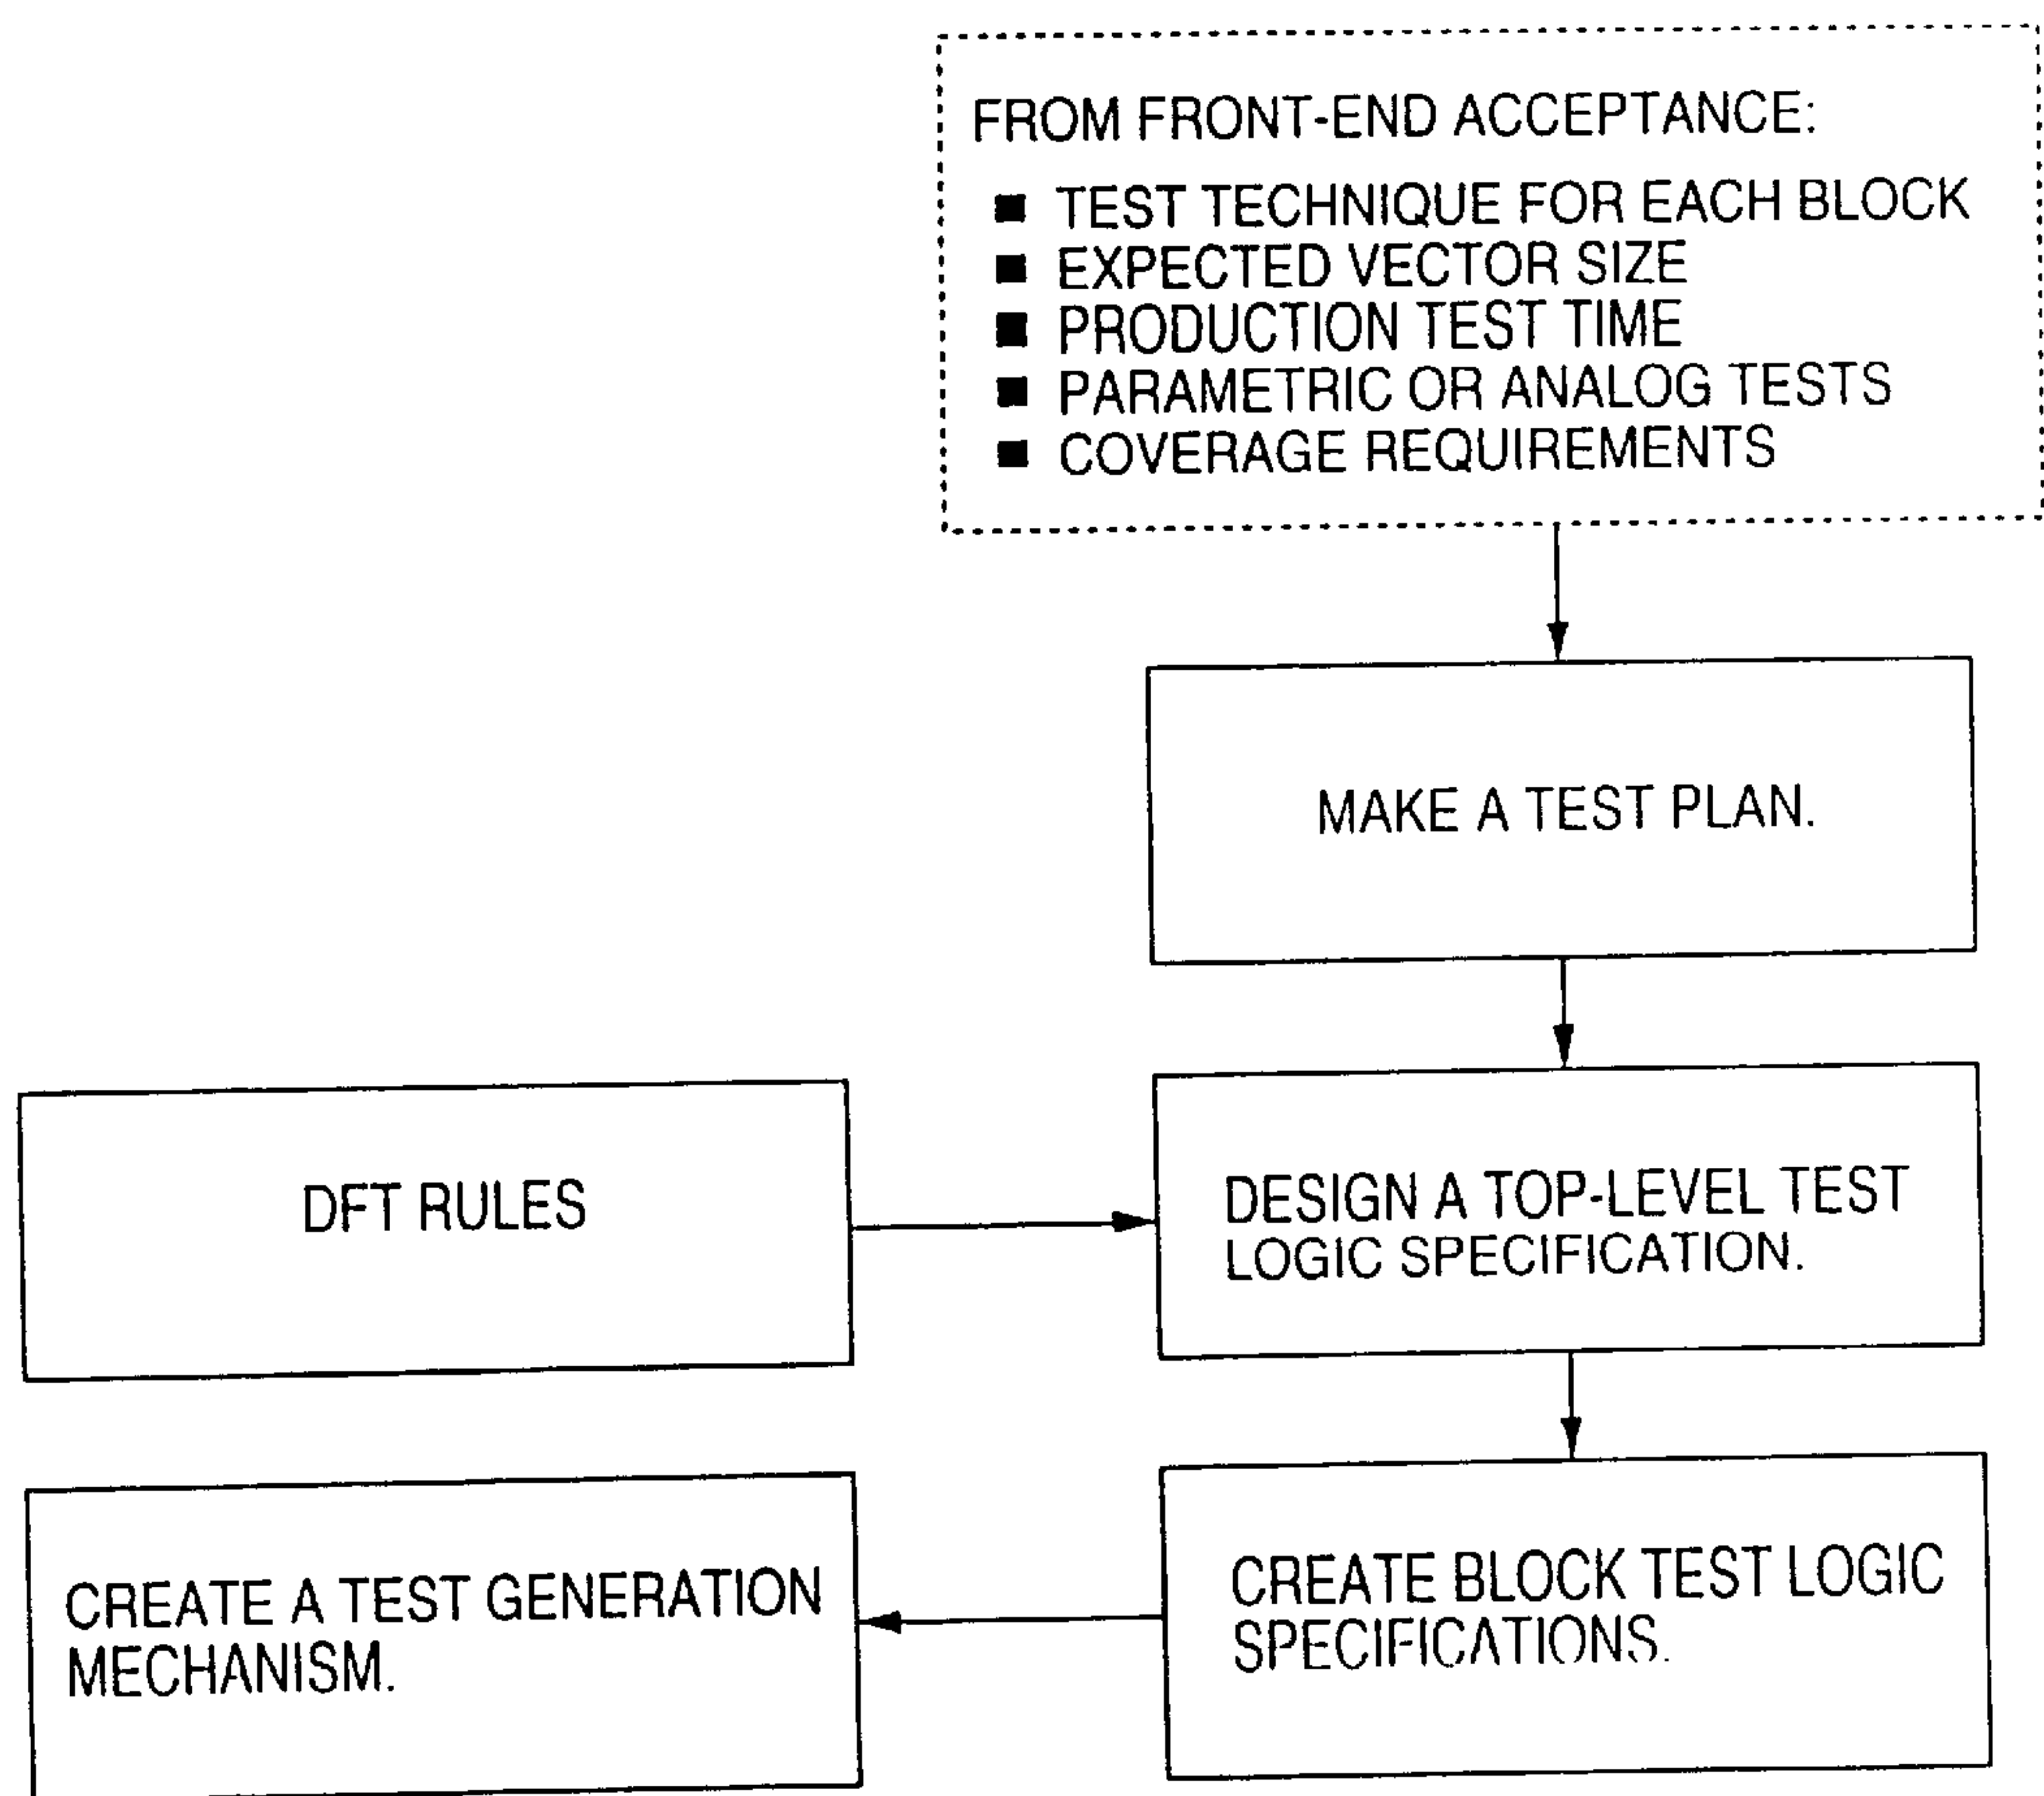 FROM FRONT-END ACCEPTANCE:
■ TEST TECHNIQUE FOR EACH BLOCK
■ EXPECTED VECTOR SIZE
■ PRODUCTION TEST TIME
■ PARAMETRIC OR ANALOG TESTS
■ COVERAGE REQUIREMENTS
MAKE A TEST PLAN.
DFT RULES
DESIGN A TOP-LEVEL TEST
LOGIC SPECIFICATION.
CREATE BLOCK TEST LOGIC
SPECIFICATIONS.
CREATE A TEST GENERATION
MECHANISM.